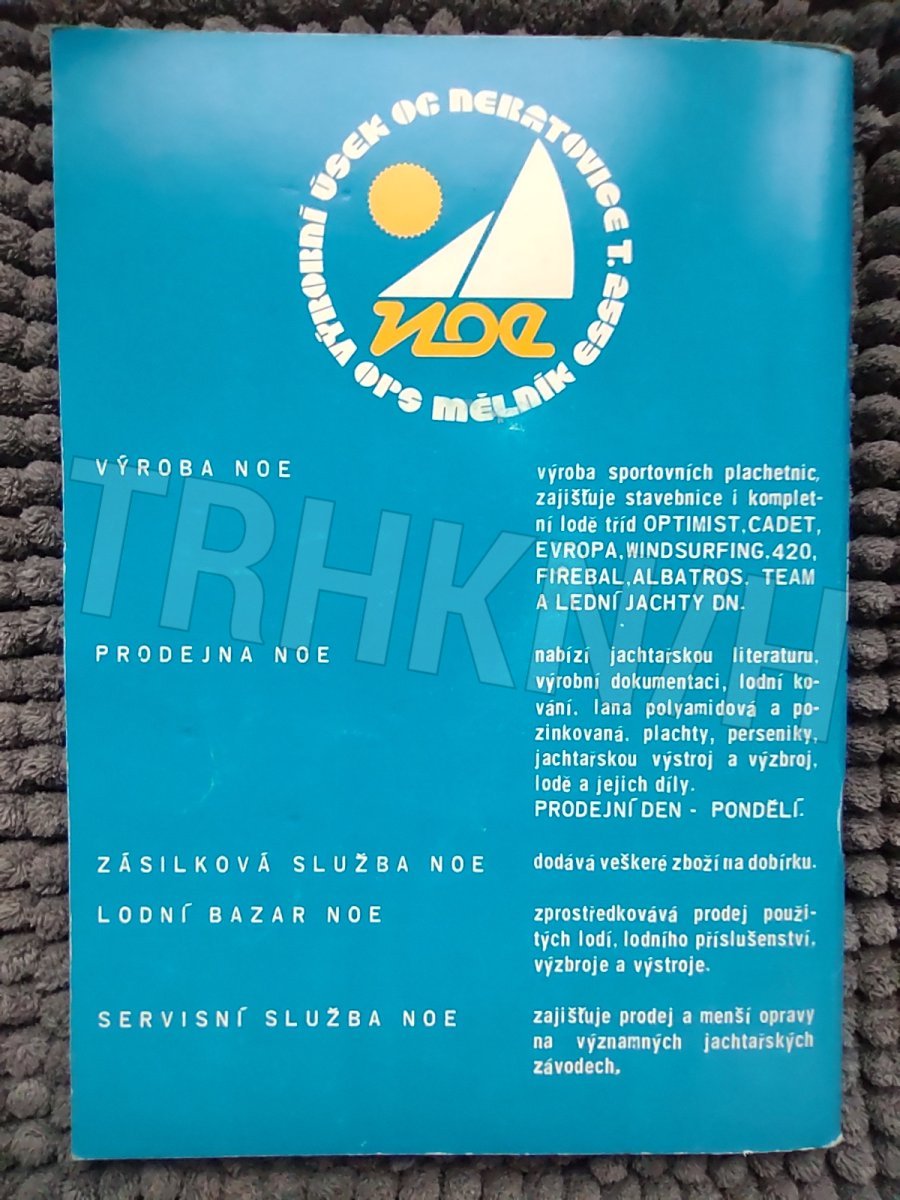 VÝROBNÍ ÚSEK OC NERATOVICE T. 2553
OPS MĚLNÍK
noe
VÝROBA NOE
výroba sportovních plachetnic,
zajišťuje stavebnice i komplet-
ní lodě tříd OPTIMIST,CADET,
EVROPA,WINDSURFING.420,
FIREBAL,ALBATROS. TEAM
A LEDNÍ JACHTY DN.
PRODEJNA NOE
nabízí jachtařskou literaturu,
výrobní dokumentaci, lodní ko-
vání, lana polyamidová a po-
zinkovaná. plachty, perseniky,
jachtařskou výstroj a výzbroj,
lodě a jejich díly.
PRODEJNÍ DEN - PONDĚLÍ.
ZÁSILKOVÁ SLUŽBA NOE
dodává veškeré zboží na dobírku.
LODNÍ BAZAR NOE
zprostředkovává prodej použi-
tých lodí, lodního příslušenství,
výzbroje a výstroje.
SERVISNÍ SLUŽBA NOE
zajišťuje prodej a menší opravy
na významných jachtařských
závodech.
TRHKNIH